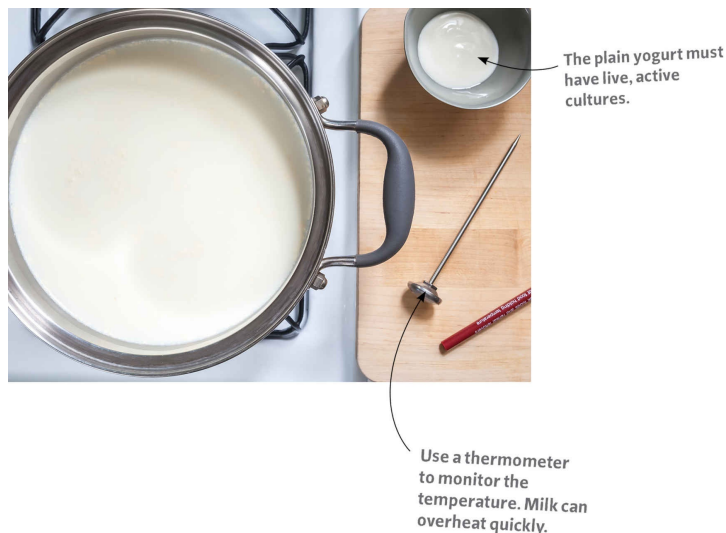 The plain yogurt must
have live, active
cultures.
Use a thermometer
to monitor the
temperature. Milk can
overheat quickly.